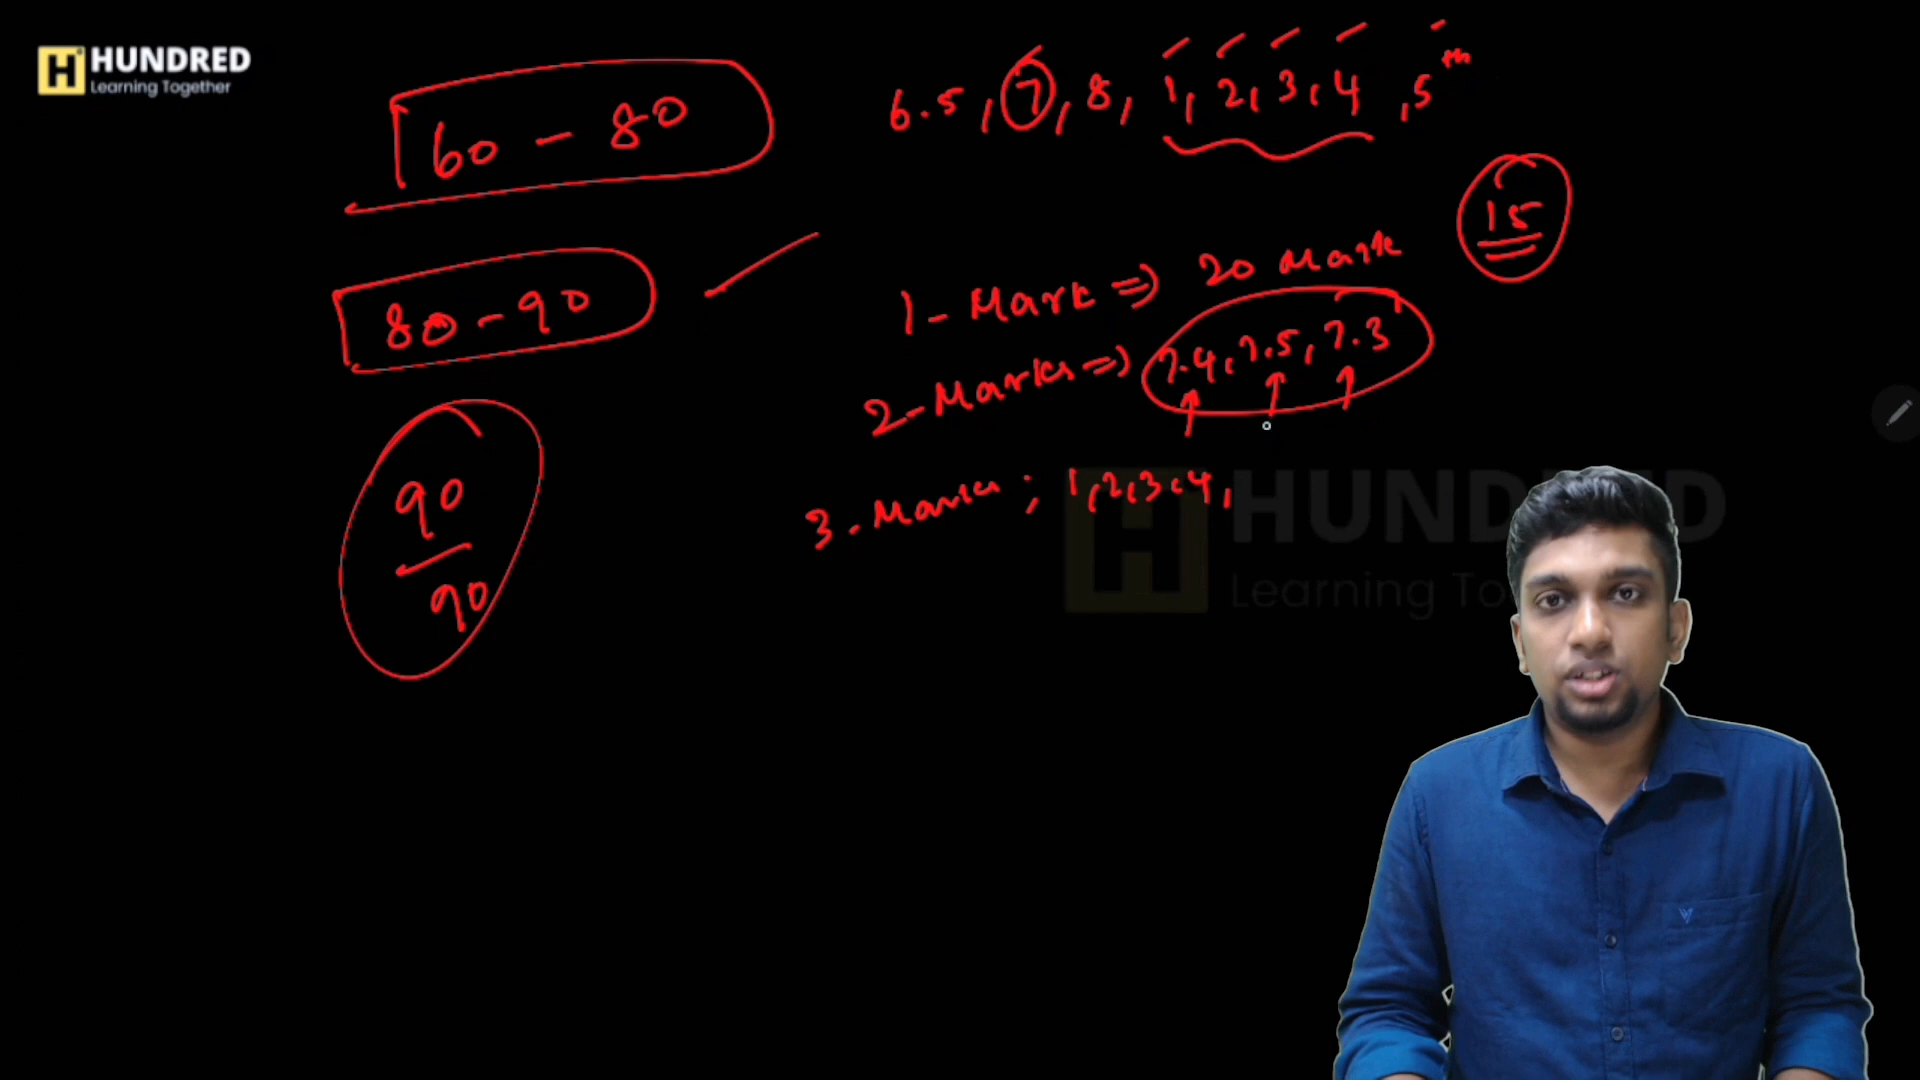 HUNDRED
Learning Together
60 - 80
6.5, 7, 8, 1, 2, 3, 4, 5th
15
80 - 90
1 - Mark => 20 Mark
2 - Marks => 7.4, 7.5, 7.3
90
90
3 - Marks ; 1, 2, 3, 4,
HUNDRED
Learning To